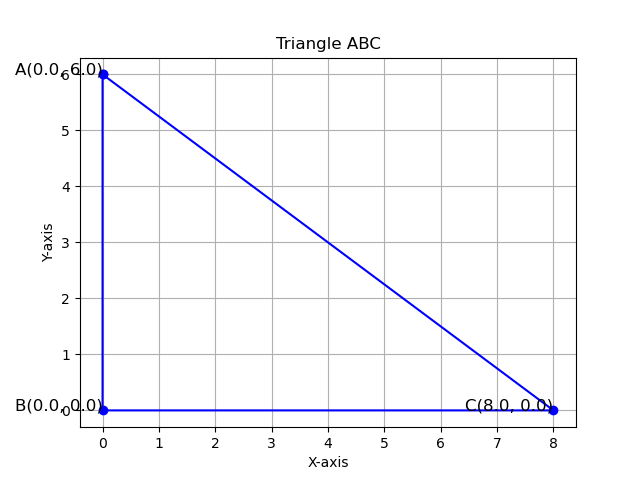 Triangle ABC
A(0.0, 6.0)
6
5
4
3
2
1
0
Y-axis
B(0.0, 0.0)
C(8.0, 0.0)
0 1 2 3 4 5 6 7 8
X-axis